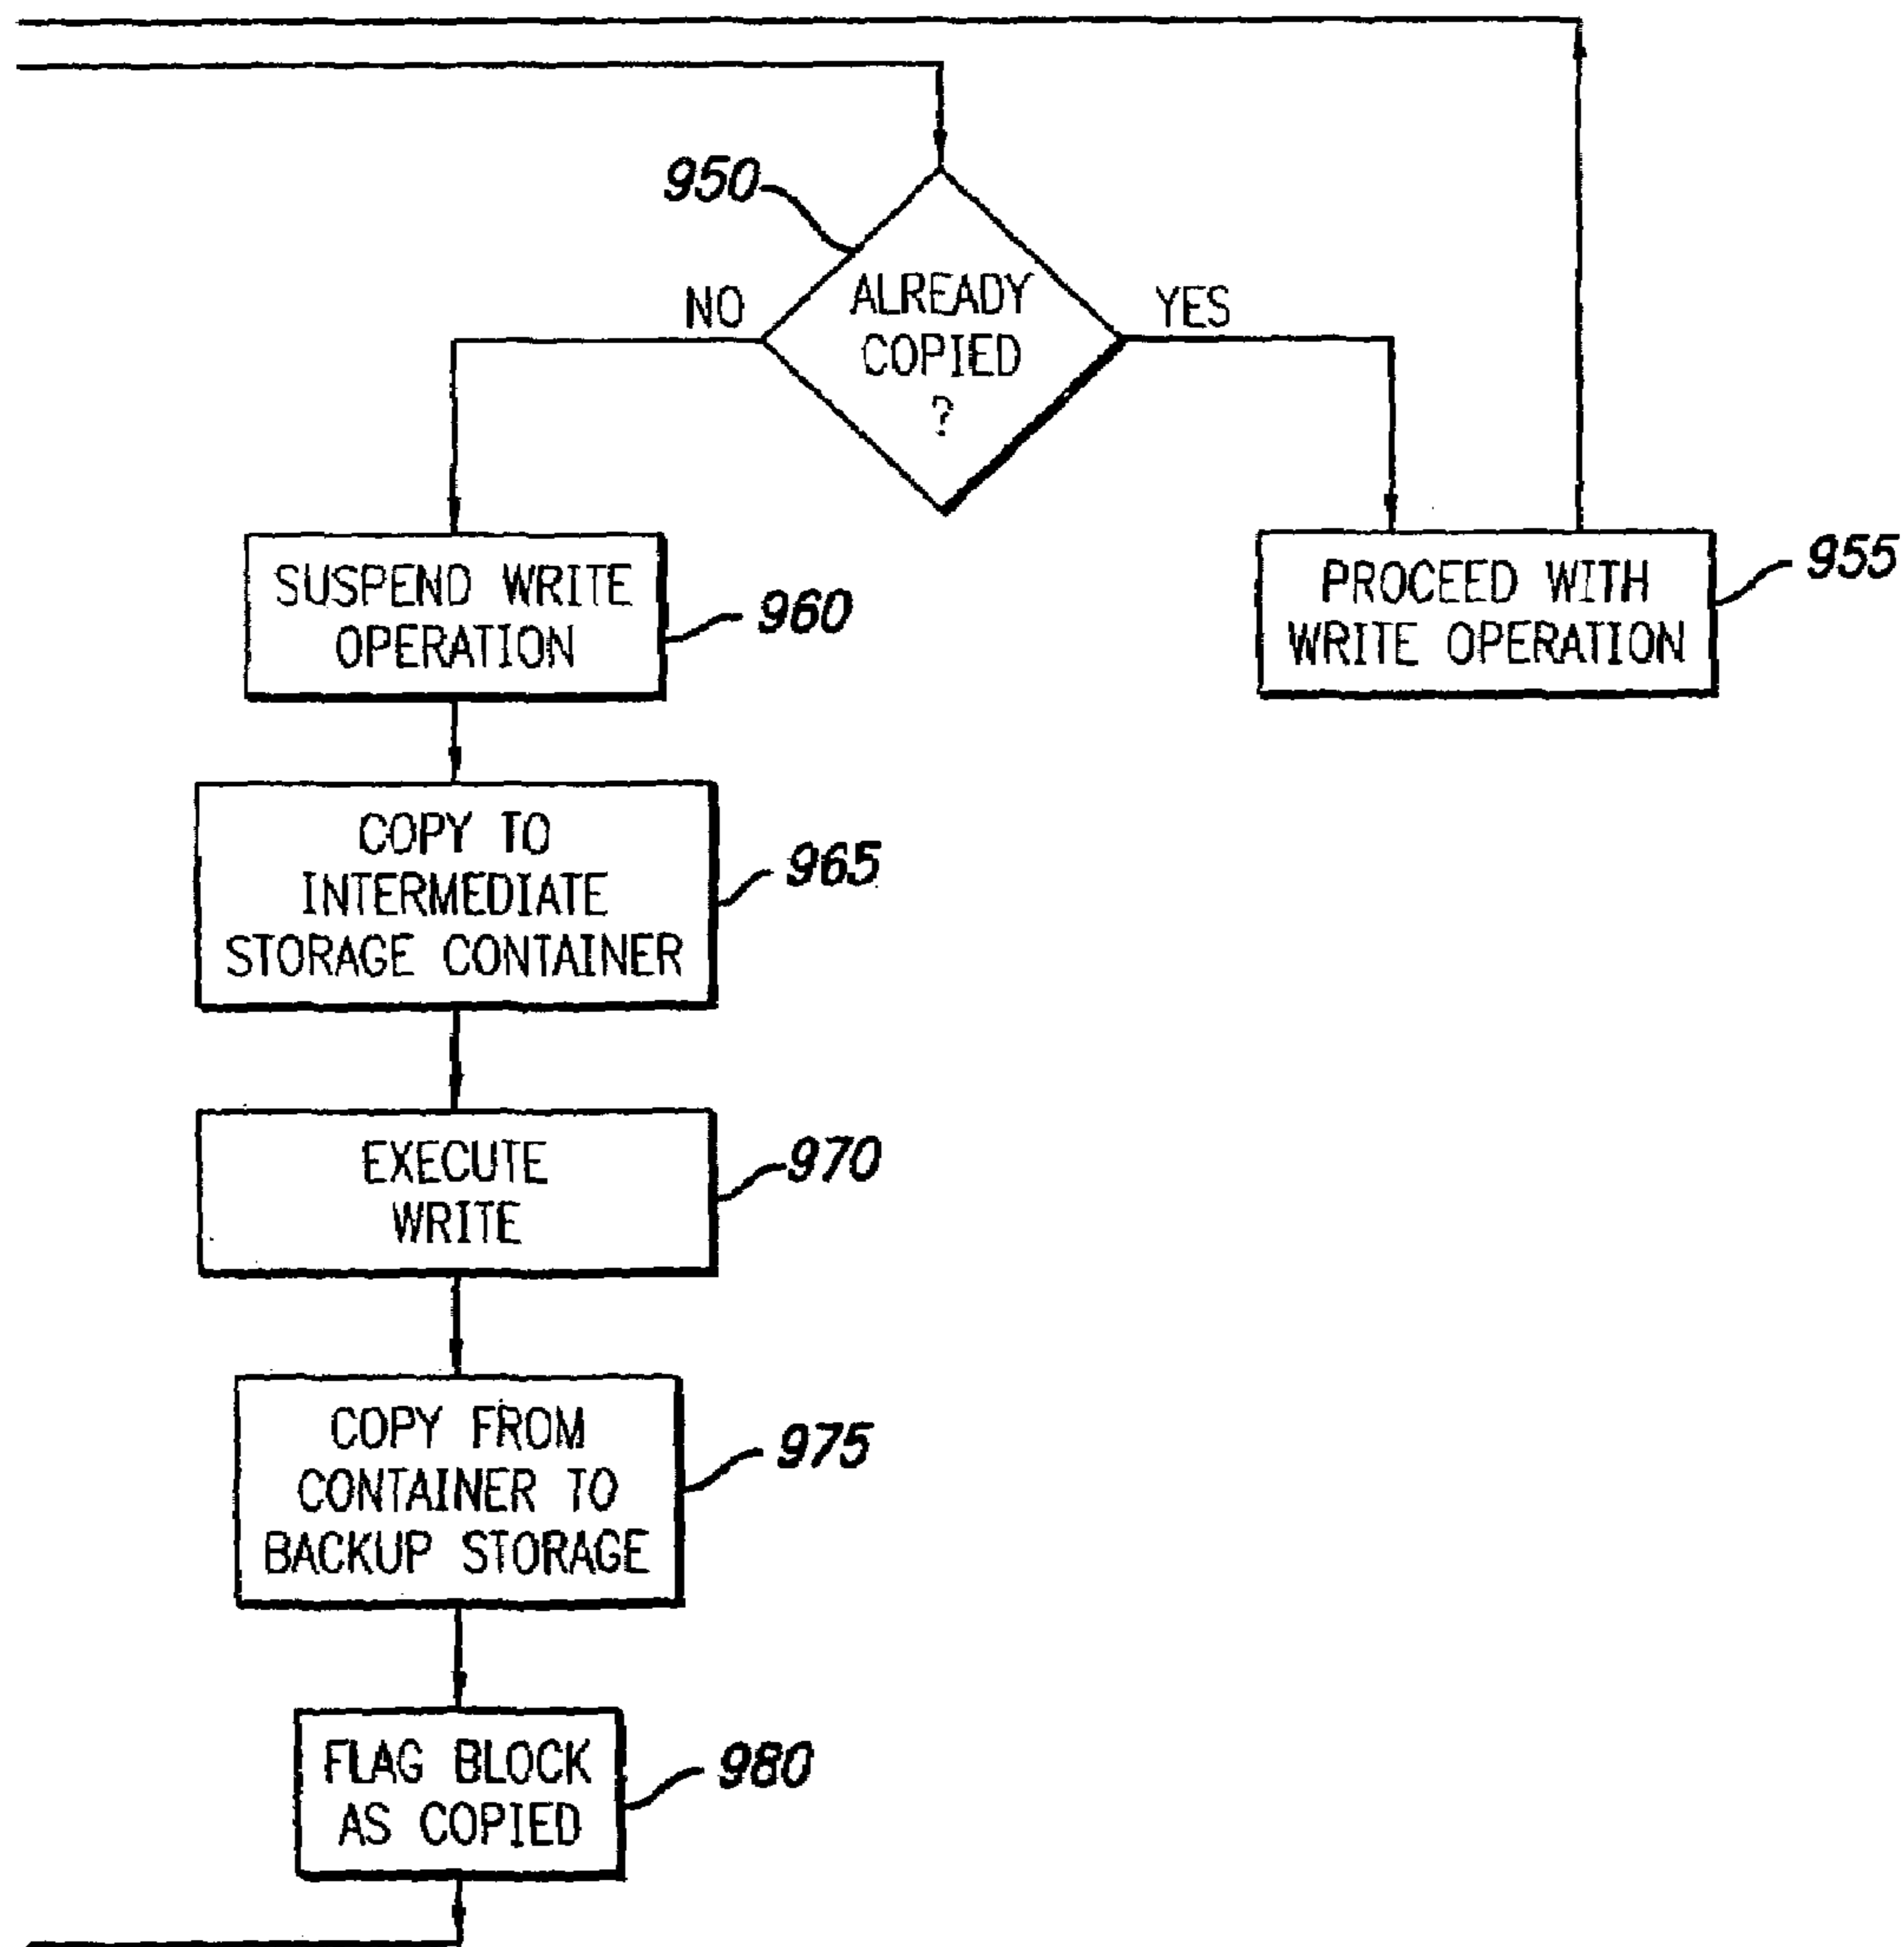 950
NO
ALREADY
COPIED
?
YES
SUSPEND WRITE
OPERATION
960
PROCEED WITH
WRITE OPERATION
955
COPY TO
INTERMEDIATE
STORAGE CONTAINER
965
EXECUTE
WRITE
970
COPY FROM
CONTAINER TO
BACKUP STORAGE
975
FLAG BLOCK
AS COPIED
980